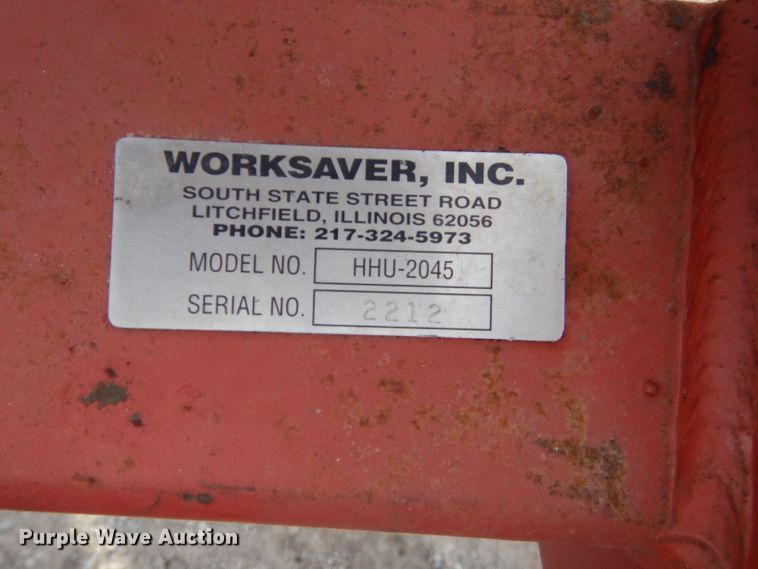 WORKSAVER, INC.
SOUTH STATE STREET ROAD
LITCHFIELD, ILLINOIS 62056
PHONE: 217-324-5973
MODEL NO. HHU-2045
SERIAL NO. 2212
Purple Wave Auction